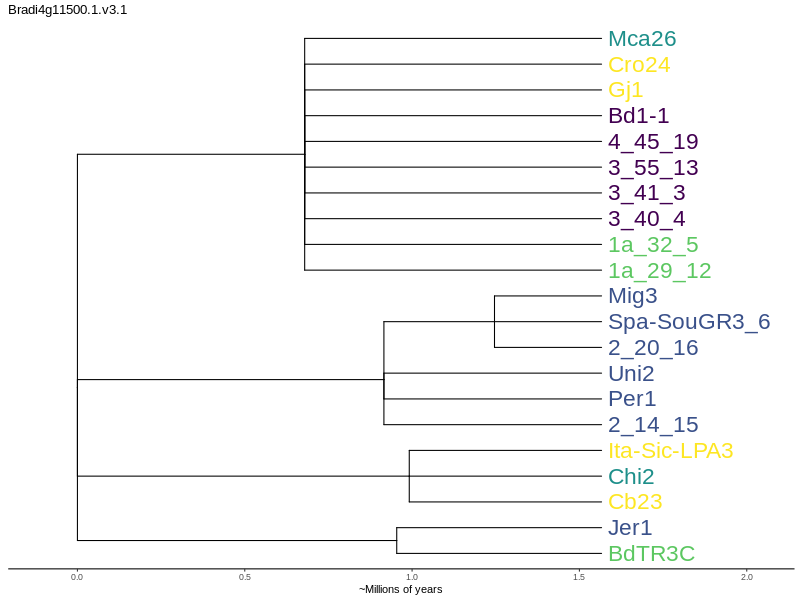 Bradi4g11500.1.v3.1
Mca26
Cro24
Gj1
Bd1-1
4_45_19
3_55_13
3_41_3
3_40_4
1a_32_5
1a_29_12
Mig3
Spa-SouGR3_6
2_20_16
Uni2
Per1
2_14_15
Ita-Sic-LPA3
Chi2
Cb23
Jer1
BdTR3C
0.0 0.5 1.0 1.5 2.0
~Millions of years